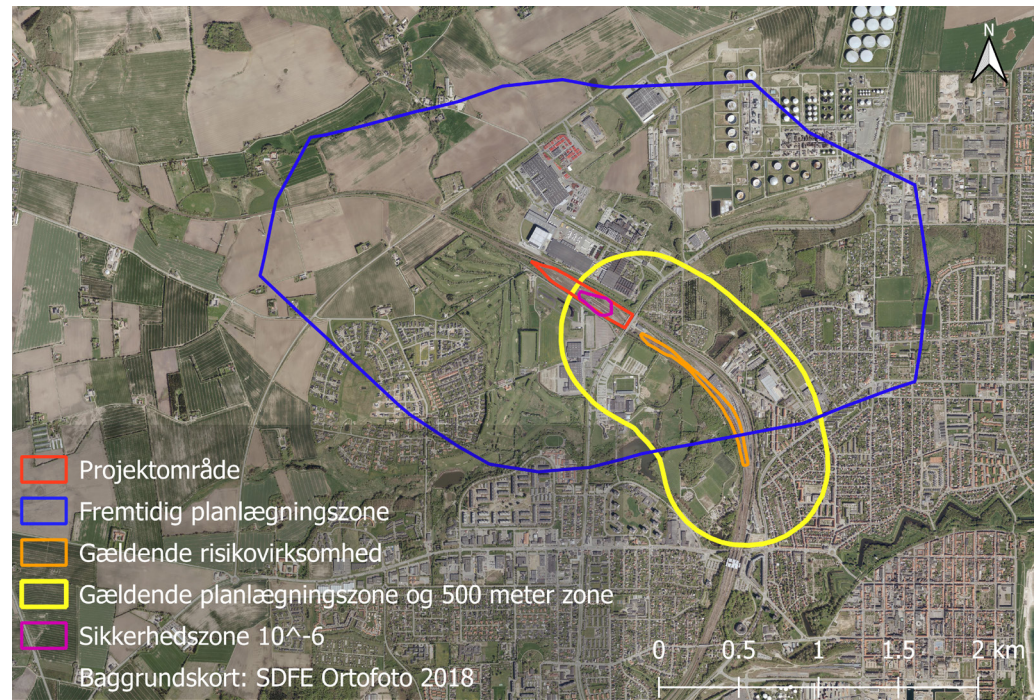 N
Projektområde
Fremtidig planlægningszone
Gældende risikovirksomhed
Gældende planlægningszone og 500 meter zone
Sikkerhedszone 10^-6
Baggrundskort: SDFE Ortofoto 2018
0 0.5 1 1.5 2 km